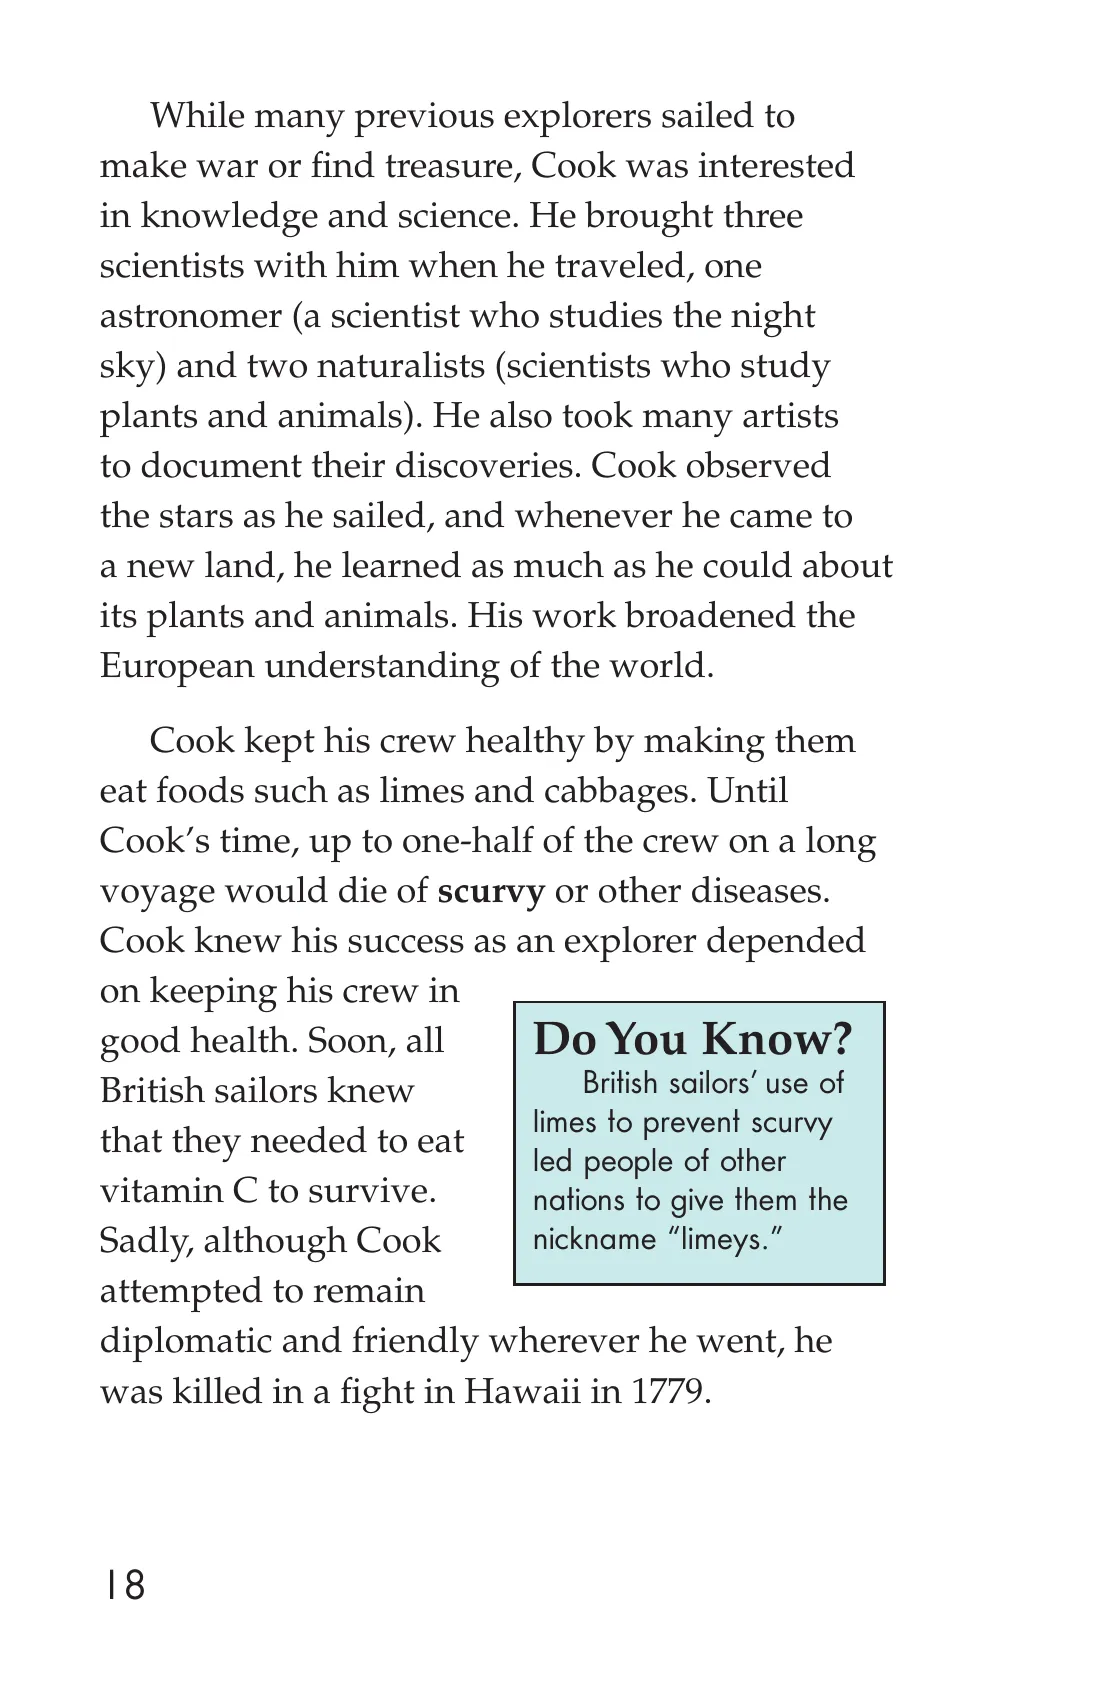 While many previous explorers sailed to
make war or find treasure, Cook was interested
in knowledge and science. He brought three
scientists with him when he traveled, one
astronomer (a scientist who studies the night
sky) and two naturalists (scientists who study
plants and animals). He also took many artists
to document their discoveries. Cook observed
the stars as he sailed, and whenever he came to
a new land, he learned as much as he could about
its plants and animals. His work broadened the
European understanding of the world.
Cook kept his crew healthy by making them
eat foods such as limes and cabbages. Until
Cook’s time, up to one-half of the crew on a long
voyage would die of scurvy or other diseases.
Cook knew his success as an explorer depended
on keeping his crew in
good health. Soon, all
British sailors knew
that they needed to eat
vitamin C to survive.
Sadly, although Cook
attempted to remain
diplomatic and friendly wherever he went, he
was killed in a fight in Hawaii in 1779.
Do You Know?
British sailors’ use of
limes to prevent scurvy
led people of other
nations to give them the
nickname “limeys.”
18